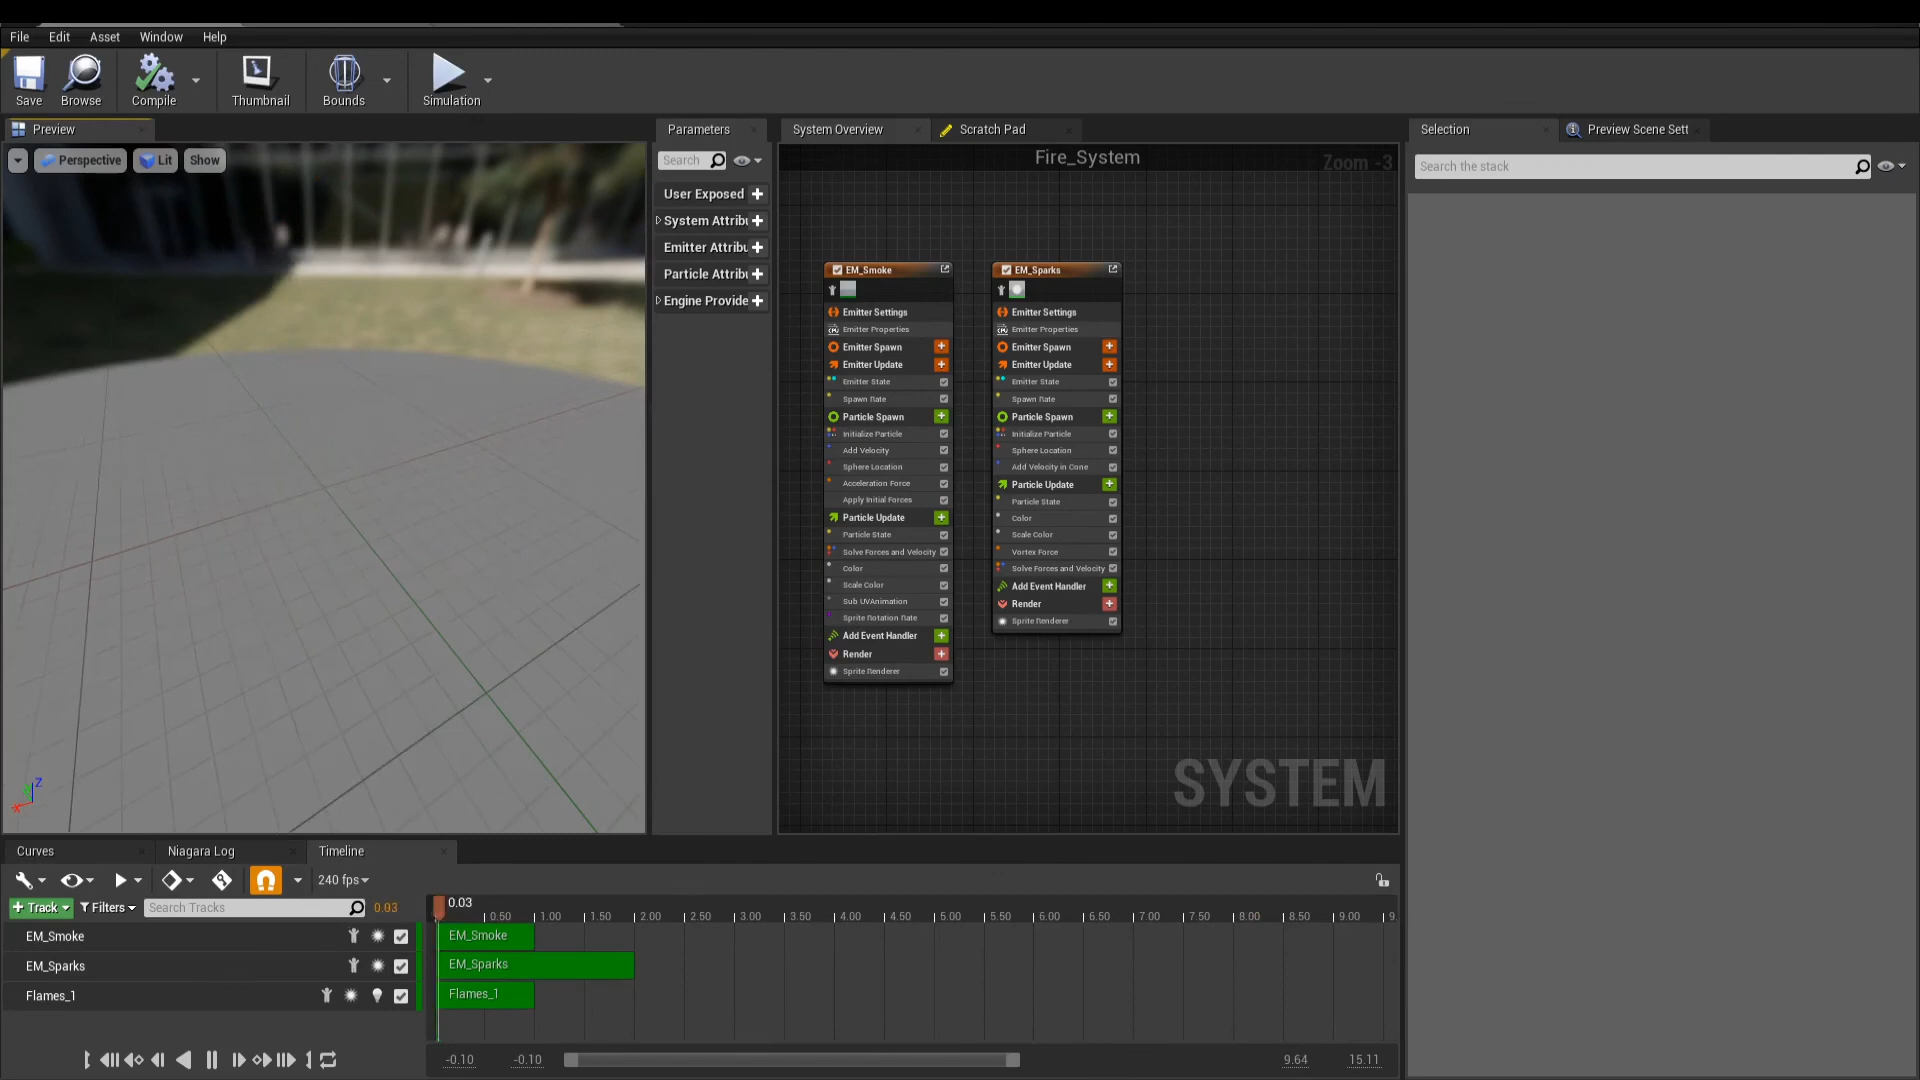 File Edit Asset Window Help
Save Browse Compile Thumbnail Bounds Simulation
Preview
Perspective Lit Show
Parameters
Search
User Exposed
System Attribu
Emitter Attribu
Particle Attribu
Engine Provide
System Overview Scratch Pad
Fire_System
Zoom -3
EM_Smoke
Emitter Settings
Emitter Properties
Emitter Spawn
Emitter Update
Emitter State
Spawn Rate
Particle Spawn
Initialize Particle
Add Velocity
Sphere Location
Acceleration Force
Apply Initial Forces
Particle Update
Particle State
Solve Forces and Velocity
Color
Scale Color
Sub UVAnimation
Sprite Rotation Rate
Add Event Handler
Render
Sprite Renderer
EM_Sparks
Emitter Settings
Emitter Properties
Emitter Spawn
Emitter Update
Emitter State
Spawn Rate
Particle Spawn
Initialize Particle
Sphere Location
Add Velocity in Cone
Particle Update
Particle State
Color
Scale Color
Vortex Force
Solve Forces and Velocity
Add Event Handler
Render
Sprite Renderer
SYSTEM
Selection Preview Scene Sett
Search the stack
Z
Curves Niagara Log Timeline
240 fps
+ Track Filters Search Tracks 0.03
0.03
0.50 1.00 1.50 2.00 2.50 3.00 3.50 4.00 4.50 5.00 5.50 6.00 6.50 7.00 7.50 8.00 8.50 9.00 9.
EM_Smoke EM_Smoke
EM_Sparks EM_Sparks
Flames_1 Flames_1
-0.10 -0.10 9.64 15.11